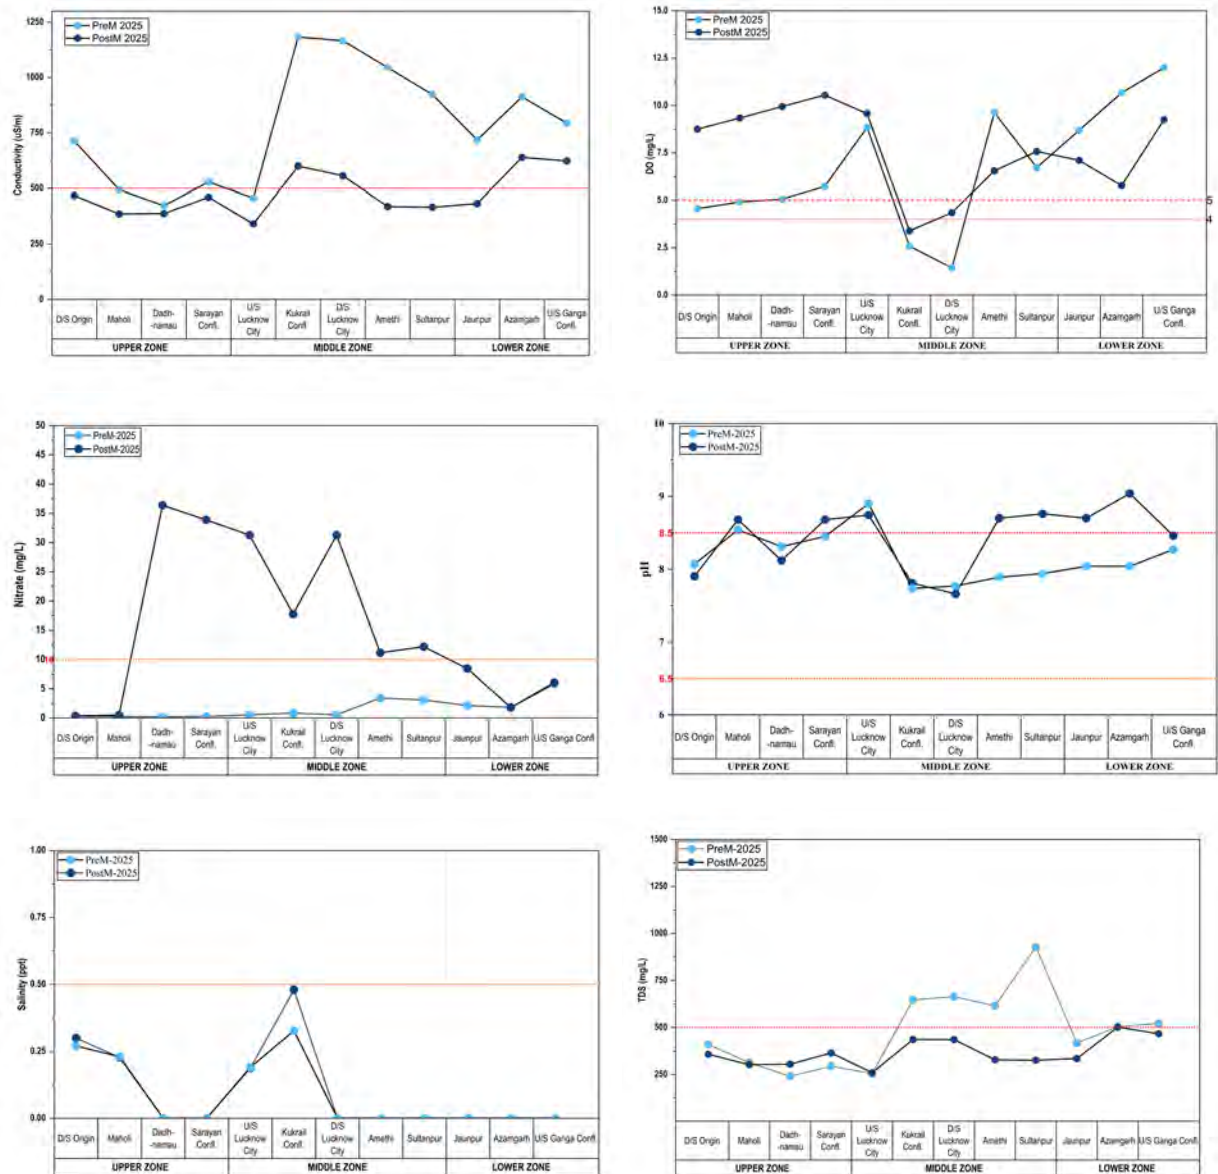 PreM 2025
PostM 2025
1250
1000
750
500
250
0
Conductivity (uS/m)
D/S Origin
Maholi
Dadh-
-namau
Sarayan
Confl.
U/S
Lucknow
City
Kukrail
Confl.
D/S
Lucknow
City
Amethi
Sultanpur
Jaunpur
Azamgarh
U/S Ganga
Confl.
UPPER ZONE
MIDDLE ZONE
LOWER ZONE
PreM 2025
PostM 2025
15.0
12.5
10.0
7.5
5.0
2.5
0.0
DO (mg/L)
5
4
D/S Origin
Maholi
Dadh-
-namau
Sarayan
Confl.
U/S
Lucknow
City
Kukrail
Confl.
D/S
Lucknow
City
Amethi
Sultanpur
Jaunpur
Azamgarh
U/S Ganga
Confl.
UPPER ZONE
MIDDLE ZONE
LOWER ZONE
PreM-2025
PostM-2025
50
45
40
35
30
25
20
15
10
5
0
Nitrate (mg/L)
D/S Origin
Maholi
Dadh-
-namau
Sarayan
Confl.
U/S
Lucknow
City
Kukrail
Confl.
D/S
Lucknow
City
Amethi
Sultanpur
Jaunpur
Azamgarh
U/S Ganga Confl.
UPPER ZONE
MIDDLE ZONE
LOWER ZONE
PreM-2025
PostM-2025
10
9
8.5
8
7
6.5
6
pH
D/S Origin
Maholi
Dadh-
-namau
Sarayan
Confl.
U/S
Lucknow
City
Kukrail
Confl.
D/S
Lucknow
City
Amethi
Sultanpur
Jaunpur
Azamgarh
U/S Ganga
Confl.
UPPER ZONE
MIDDLE ZONE
LOWER ZONE
PreM-2025
PostM-2025
1.00
0.75
0.50
0.25
0.00
Salinity (ppt)
D/S Origin
Maholi
Dadh-
-namau
Sarayan
Confl.
U/S
Lucknow
City
Kukrail
Confl.
D/S
Lucknow
City
Amethi
Sultanpur
Jaunpur
Azamgarh
U/S Ganga Confl.
UPPER ZONE
MIDDLE ZONE
LOWER ZONE
PreM-2025
PostM-2025
1500
1250
1000
750
500
250
TDS (mg/L)
D/S Origin
Maholi
Dadh-
-namau
Sarayan
Confl.
U/S
Lucknow
City
Kukrail
Confl.
D/S
Lucknow
City
Amethi
Sultanpur
Jaunpur
Azamgarh
U/S Ganga Confl.
UPPER ZONE
MIDDLE ZONE
LOWER ZONE